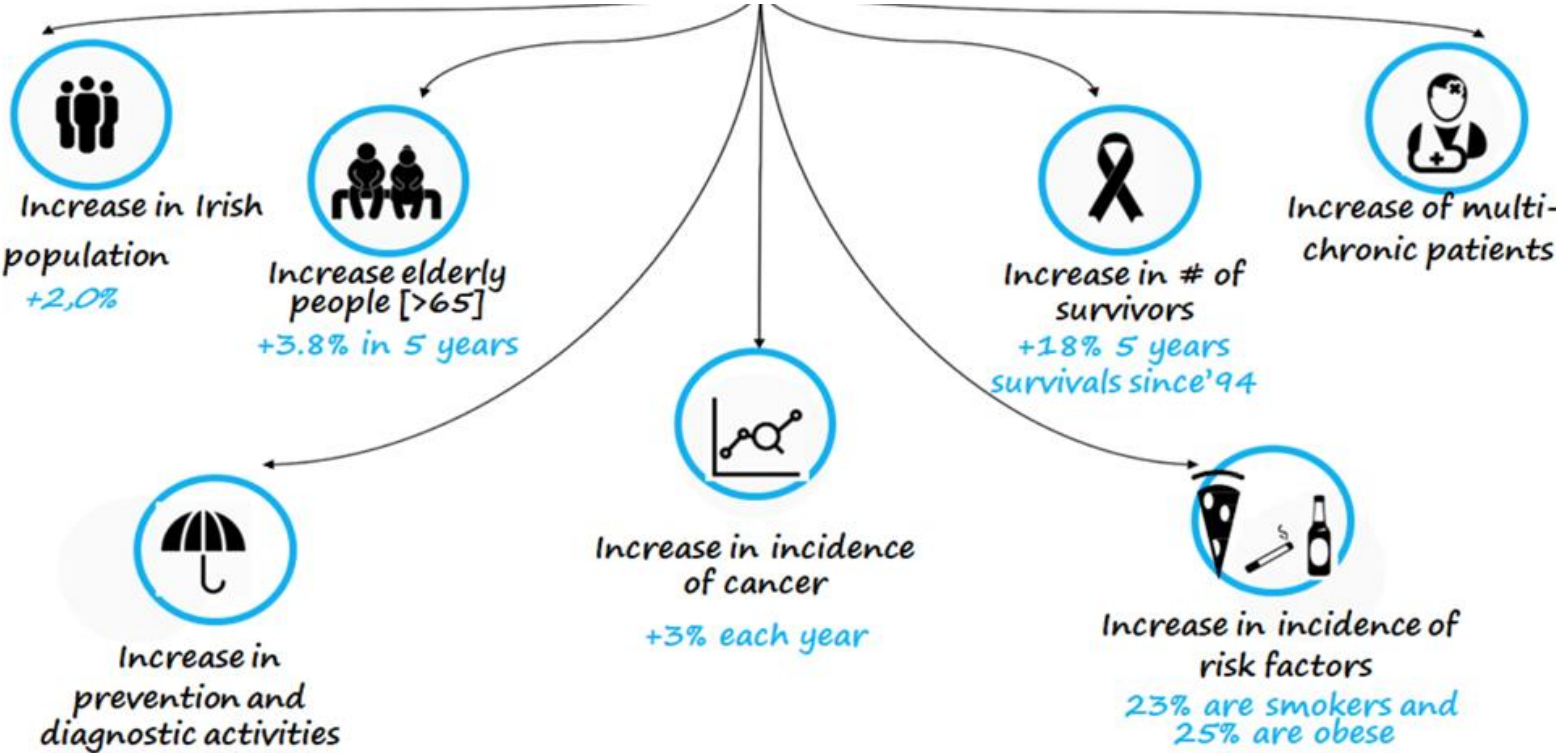 Increase in Irish
population
+2,0%
Increase elderly
people [>65]
+3.8% in 5 years
Increase in # of
survivors
+18% 5 years
survivals since'94
Increase of multi-
chronic patients
Increase in
prevention and
diagnostic activities
Increase in incidence
of cancer
+3% each year
Increase in incidence of
risk factors
23% are smokers and
25% are obese